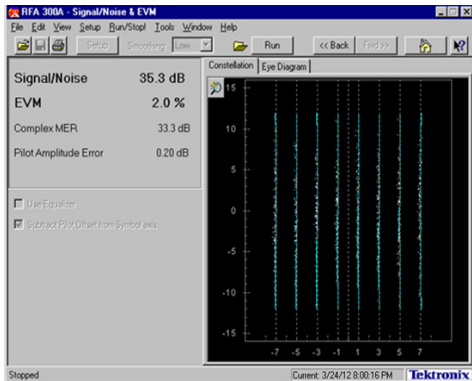 RFA 300A - Signal/Noise & EVM
File Edit View Setup Run/Stop! Tools Window Help
Setup Smoothing: Low Run << Back Fwd >>
Signal/Noise 35.3 dB
EVM 2.0 %
Complex MER 33.3 dB
Pilot Amplitude Error 0.20 dB
Use Equalizer
Subtract Pilot Offset from Symbol axis
Constellation Eye Diagram
15
10
5
0
-5
-10
-15
-7 -5 -3 -1 1 3 5 7
Stopped Current: 3/24/12 8:00:16 PM Tektronix